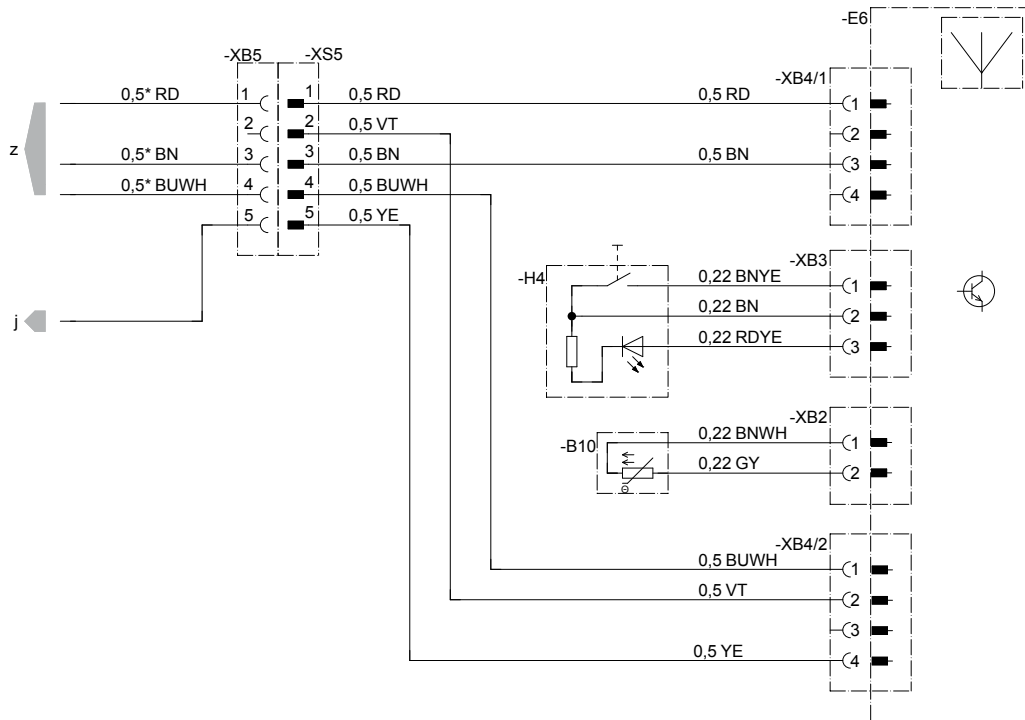 -E6
-XB5 -XS5
-XB4/1
0,5* RD 1 1 0,5 RD 0,5 RD 1
2 2 0,5 VT 2
z
0,5* BN 3 3 0,5 BN 0,5 BN 3
0,5* BUWH 4 4 0,5 BUWH 4
5 5 0,5 YE
-XB3
-H4 0,22 BNYE 1
0,22 BN 2
j
0,22 RDYE 3
-XB2
-B10 0,22 BNWH 1
0,22 GY 2
Θ
-XB4/2
0,5 BUWH 1
0,5 VT 2
3
0,5 YE 4